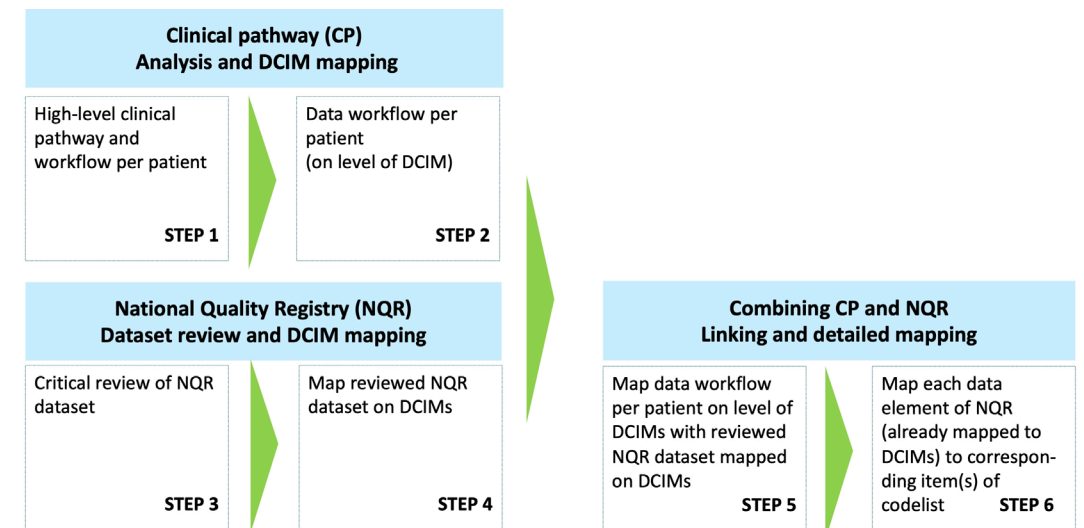 Clinical pathway (CP)
Analysis and DCIM mapping
High-level clinical
pathway and
workflow per patient
STEP 1
Data workflow per
patient
(on level of DCIM)
STEP 2
National Quality Registry (NQR)
Dataset review and DCIM mapping
Critical review of NQR
dataset
STEP 3
Map reviewed NQR
dataset on DCIMs
STEP 4
Combining CP and NQR
Linking and detailed mapping
Map data workflow
per patient on level of
DCIMs with reviewed
NQR dataset mapped
on DCIMs
STEP 5
Map each data
element of NQR
(already mapped to
DCIMs) to correspon-
ding item(s) of
codelist
STEP 6